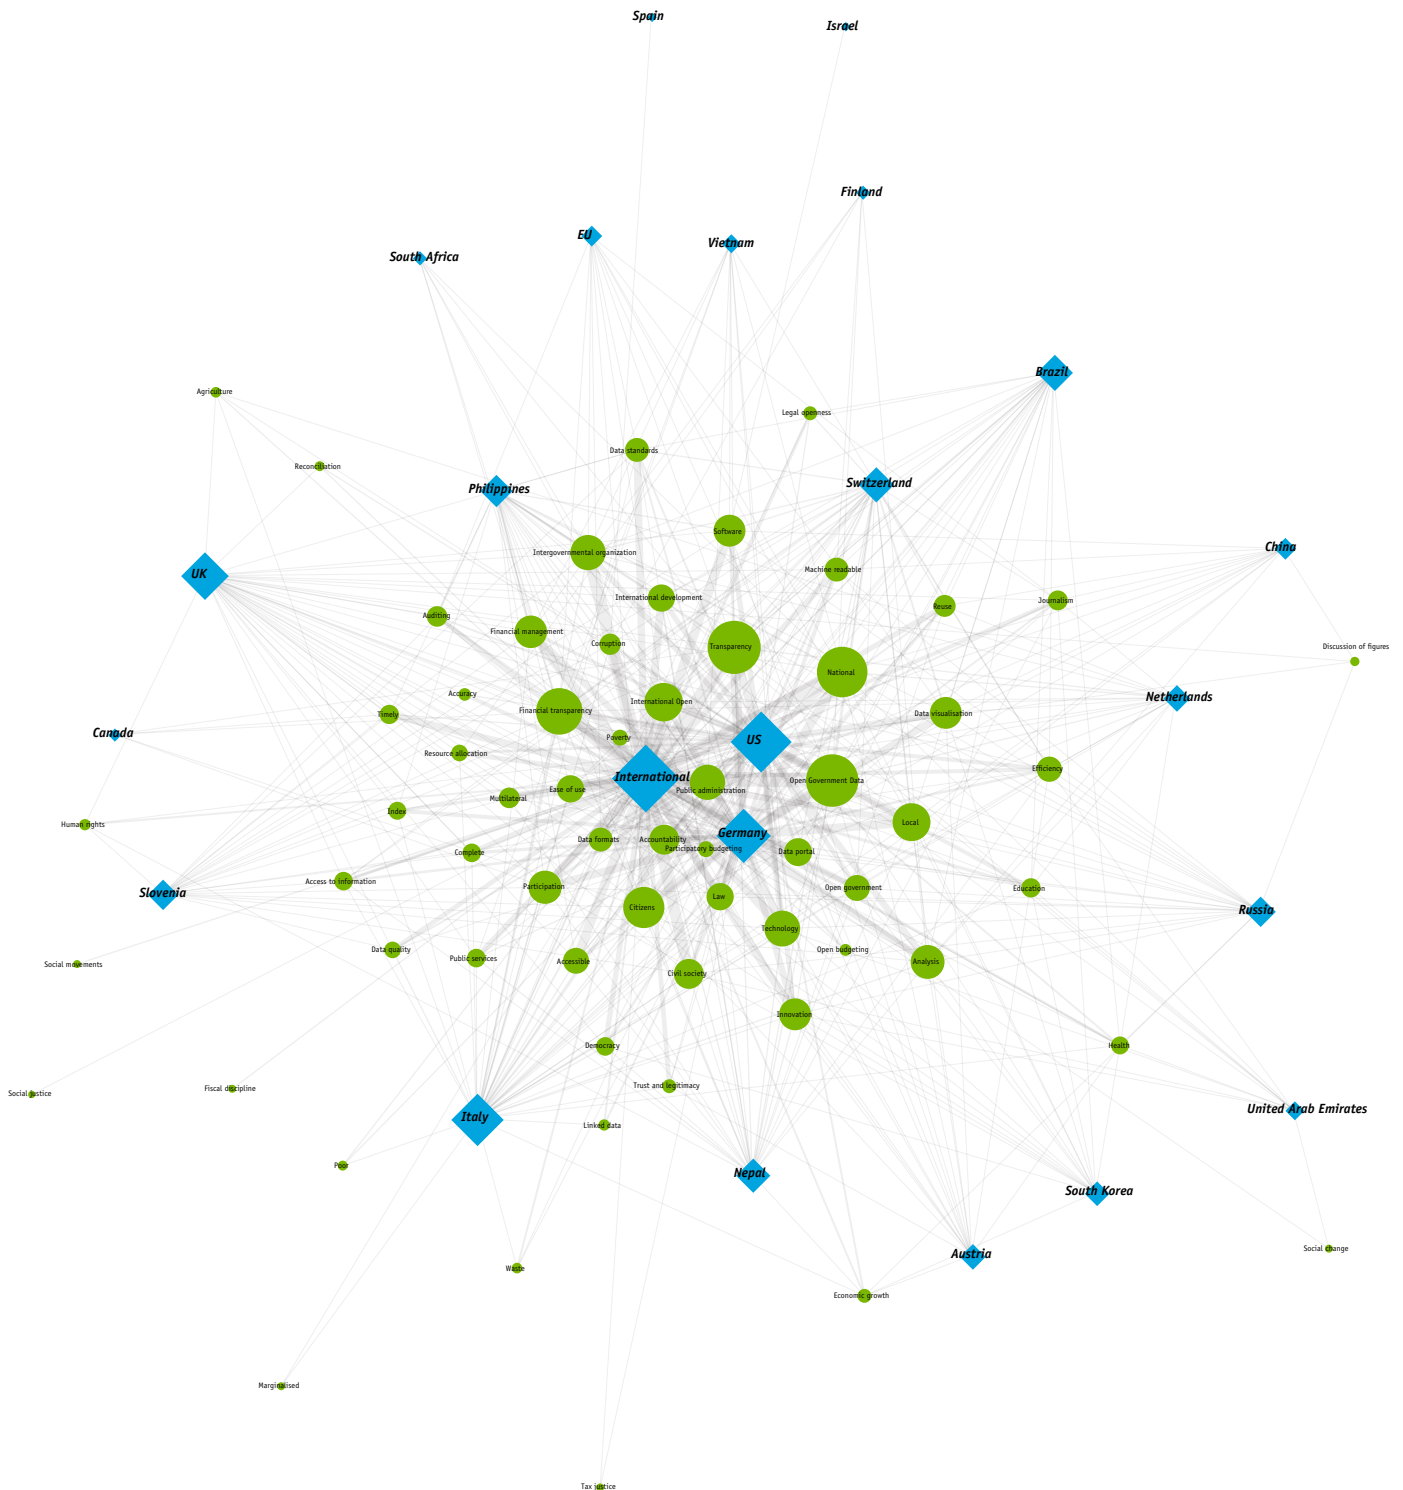 Spain
Israel
Finland
EU
Vietnam
South Africa
Brazil
Agriculture
Legal openness
Data standards
Reconciliation
Switzerland
Philippines
Software
China
Intergovernmental organization
Machine readable
UK
International development
Journalism
Reuse
Auditing
Financial management
Corruption
Transparency
Discussion of figures
National
Accuracy
Netherlands
International Open
Financial transparency
Timely
Data visualisation
Canada
Poverty
US
Resource allocation
Efficiency
International
Open Government Data
Ease of use
Public administration
Multilateral
Index
Human rights
Local
Germany
Data formats
Accountability
Participatory budgeting
Data portal
Complete
Access to information
Participation
Open government
Education
Slovenia
Law
Citizens
Russia
Technology
Data quality
Open budgeting
Public services
Accessible
Analysis
Social movements
Civil society
Innovation
Democracy
Health
Trust and legitimacy
Fiscal discipline
Social justice
United Arab Emirates
Italy
Linked data
Poor
Nepal
South Korea
Social change
Austria
Waste
Economic growth
Marginalised
Tax justice